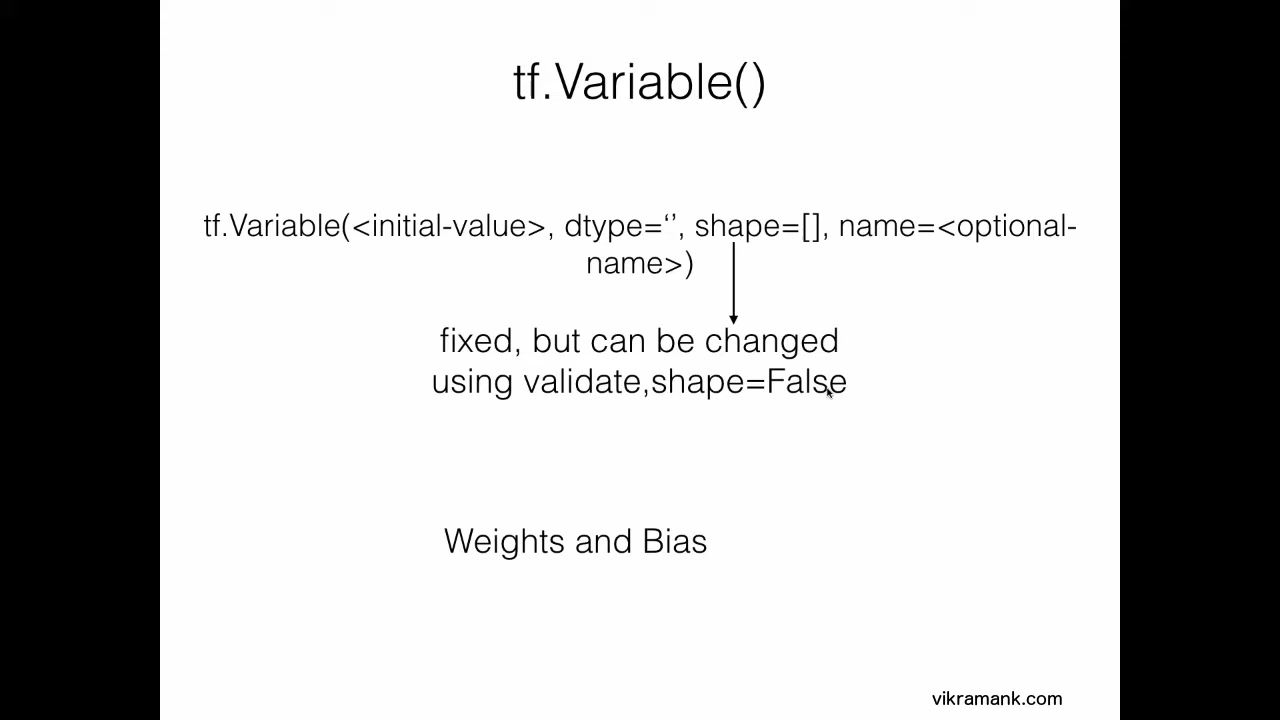 tf.Variable()
tf.Variable(<initial-value>, dtype=‘’, shape=[], name=<optional-
name>)
fixed, but can be changed
using validate,shape=False
Weights and Bias
vikramank.com